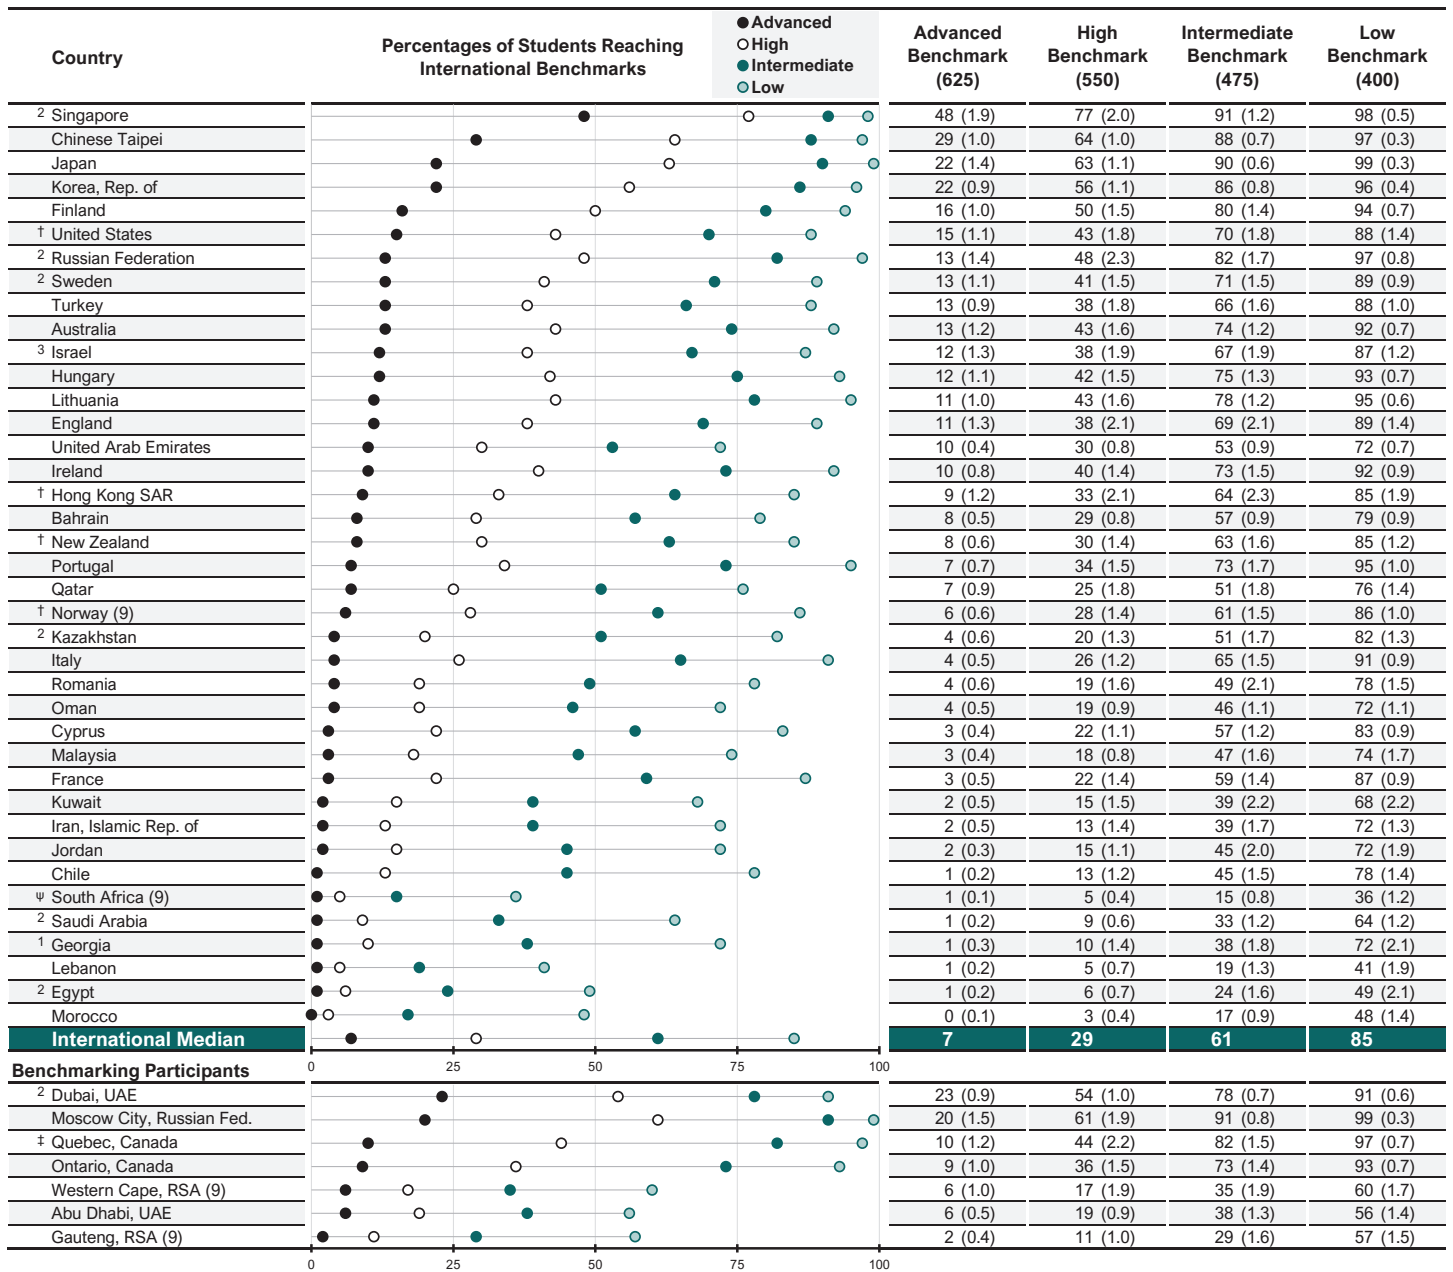 Country
Percentages of Students Reaching
International Benchmarks
Advanced
High
Intermediate
Low
Advanced Benchmark (625)
High Benchmark (550)
Intermediate Benchmark (475)
Low Benchmark (400)
2 Singapore 48 (1.9) 77 (2.0) 91 (1.2) 98 (0.5)
Chinese Taipei 29 (1.0) 64 (1.0) 88 (0.7) 97 (0.3)
Japan 22 (1.4) 63 (1.1) 90 (0.6) 99 (0.3)
Korea, Rep. of 22 (0.9) 56 (1.1) 86 (0.8) 96 (0.4)
Finland 16 (1.0) 50 (1.5) 80 (1.4) 94 (0.7)
† United States 15 (1.1) 43 (1.8) 70 (1.8) 88 (1.4)
2 Russian Federation 13 (1.4) 48 (2.3) 82 (1.7) 97 (0.8)
2 Sweden 13 (1.1) 41 (1.5) 71 (1.5) 89 (0.9)
Turkey 13 (0.9) 38 (1.8) 66 (1.6) 88 (1.0)
Australia 13 (1.2) 43 (1.6) 74 (1.2) 92 (0.7)
3 Israel 12 (1.3) 38 (1.9) 67 (1.9) 87 (1.2)
Hungary 12 (1.1) 42 (1.5) 75 (1.3) 93 (0.7)
Lithuania 11 (1.0) 43 (1.6) 78 (1.2) 95 (0.6)
England 11 (1.3) 38 (2.1) 69 (2.1) 89 (1.4)
United Arab Emirates 10 (0.4) 30 (0.8) 53 (0.9) 72 (0.7)
Ireland 10 (0.8) 40 (1.4) 73 (1.5) 92 (0.9)
† Hong Kong SAR 9 (1.2) 33 (2.1) 64 (2.3) 85 (1.9)
Bahrain 8 (0.5) 29 (0.8) 57 (0.9) 79 (0.9)
† New Zealand 8 (0.6) 30 (1.4) 63 (1.6) 85 (1.2)
Portugal 7 (0.7) 34 (1.5) 73 (1.7) 95 (1.0)
Qatar 7 (0.9) 25 (1.8) 51 (1.8) 76 (1.4)
† Norway (9) 6 (0.6) 28 (1.4) 61 (1.5) 86 (1.0)
2 Kazakhstan 4 (0.6) 20 (1.3) 51 (1.7) 82 (1.3)
Italy 4 (0.5) 26 (1.2) 65 (1.5) 91 (0.9)
Romania 4 (0.6) 19 (1.6) 49 (2.1) 78 (1.5)
Oman 4 (0.5) 19 (0.9) 46 (1.1) 72 (1.1)
Cyprus 3 (0.4) 22 (1.1) 57 (1.2) 83 (0.9)
Malaysia 3 (0.4) 18 (0.8) 47 (1.6) 74 (1.7)
France 3 (0.5) 22 (1.4) 59 (1.4) 87 (0.9)
Kuwait 2 (0.5) 15 (1.5) 39 (2.2) 68 (2.2)
Iran, Islamic Rep. of 2 (0.5) 13 (1.4) 39 (1.7) 72 (1.3)
Jordan 2 (0.3) 15 (1.1) 45 (2.0) 72 (1.9)
Chile 1 (0.2) 13 (1.2) 45 (1.5) 78 (1.4)
ψ South Africa (9) 1 (0.1) 5 (0.4) 15 (0.8) 36 (1.2)
2 Saudi Arabia 1 (0.2) 9 (0.6) 33 (1.2) 64 (1.2)
1 Georgia 1 (0.3) 10 (1.4) 38 (1.8) 72 (2.1)
Lebanon 1 (0.2) 5 (0.7) 19 (1.3) 41 (1.9)
2 Egypt 1 (0.2) 6 (0.7) 24 (1.6) 49 (2.1)
Morocco 0 (0.1) 3 (0.4) 17 (0.9) 48 (1.4)
International Median 7 29 61 85
0 25 50 75 100
Benchmarking Participants
2 Dubai, UAE 23 (0.9) 54 (1.0) 78 (0.7) 91 (0.6)
Moscow City, Russian Fed. 20 (1.5) 61 (1.9) 91 (0.8) 99 (0.3)
‡ Quebec, Canada 10 (1.2) 44 (2.2) 82 (1.5) 97 (0.7)
Ontario, Canada 9 (1.0) 36 (1.5) 73 (1.4) 93 (0.7)
Western Cape, RSA (9) 6 (1.0) 17 (1.9) 35 (1.9) 60 (1.7)
Abu Dhabi, UAE 6 (0.5) 19 (0.9) 38 (1.3) 56 (1.4)
Gauteng, RSA (9) 2 (0.4) 11 (1.0) 29 (1.6) 57 (1.5)
0 25 50 75 100